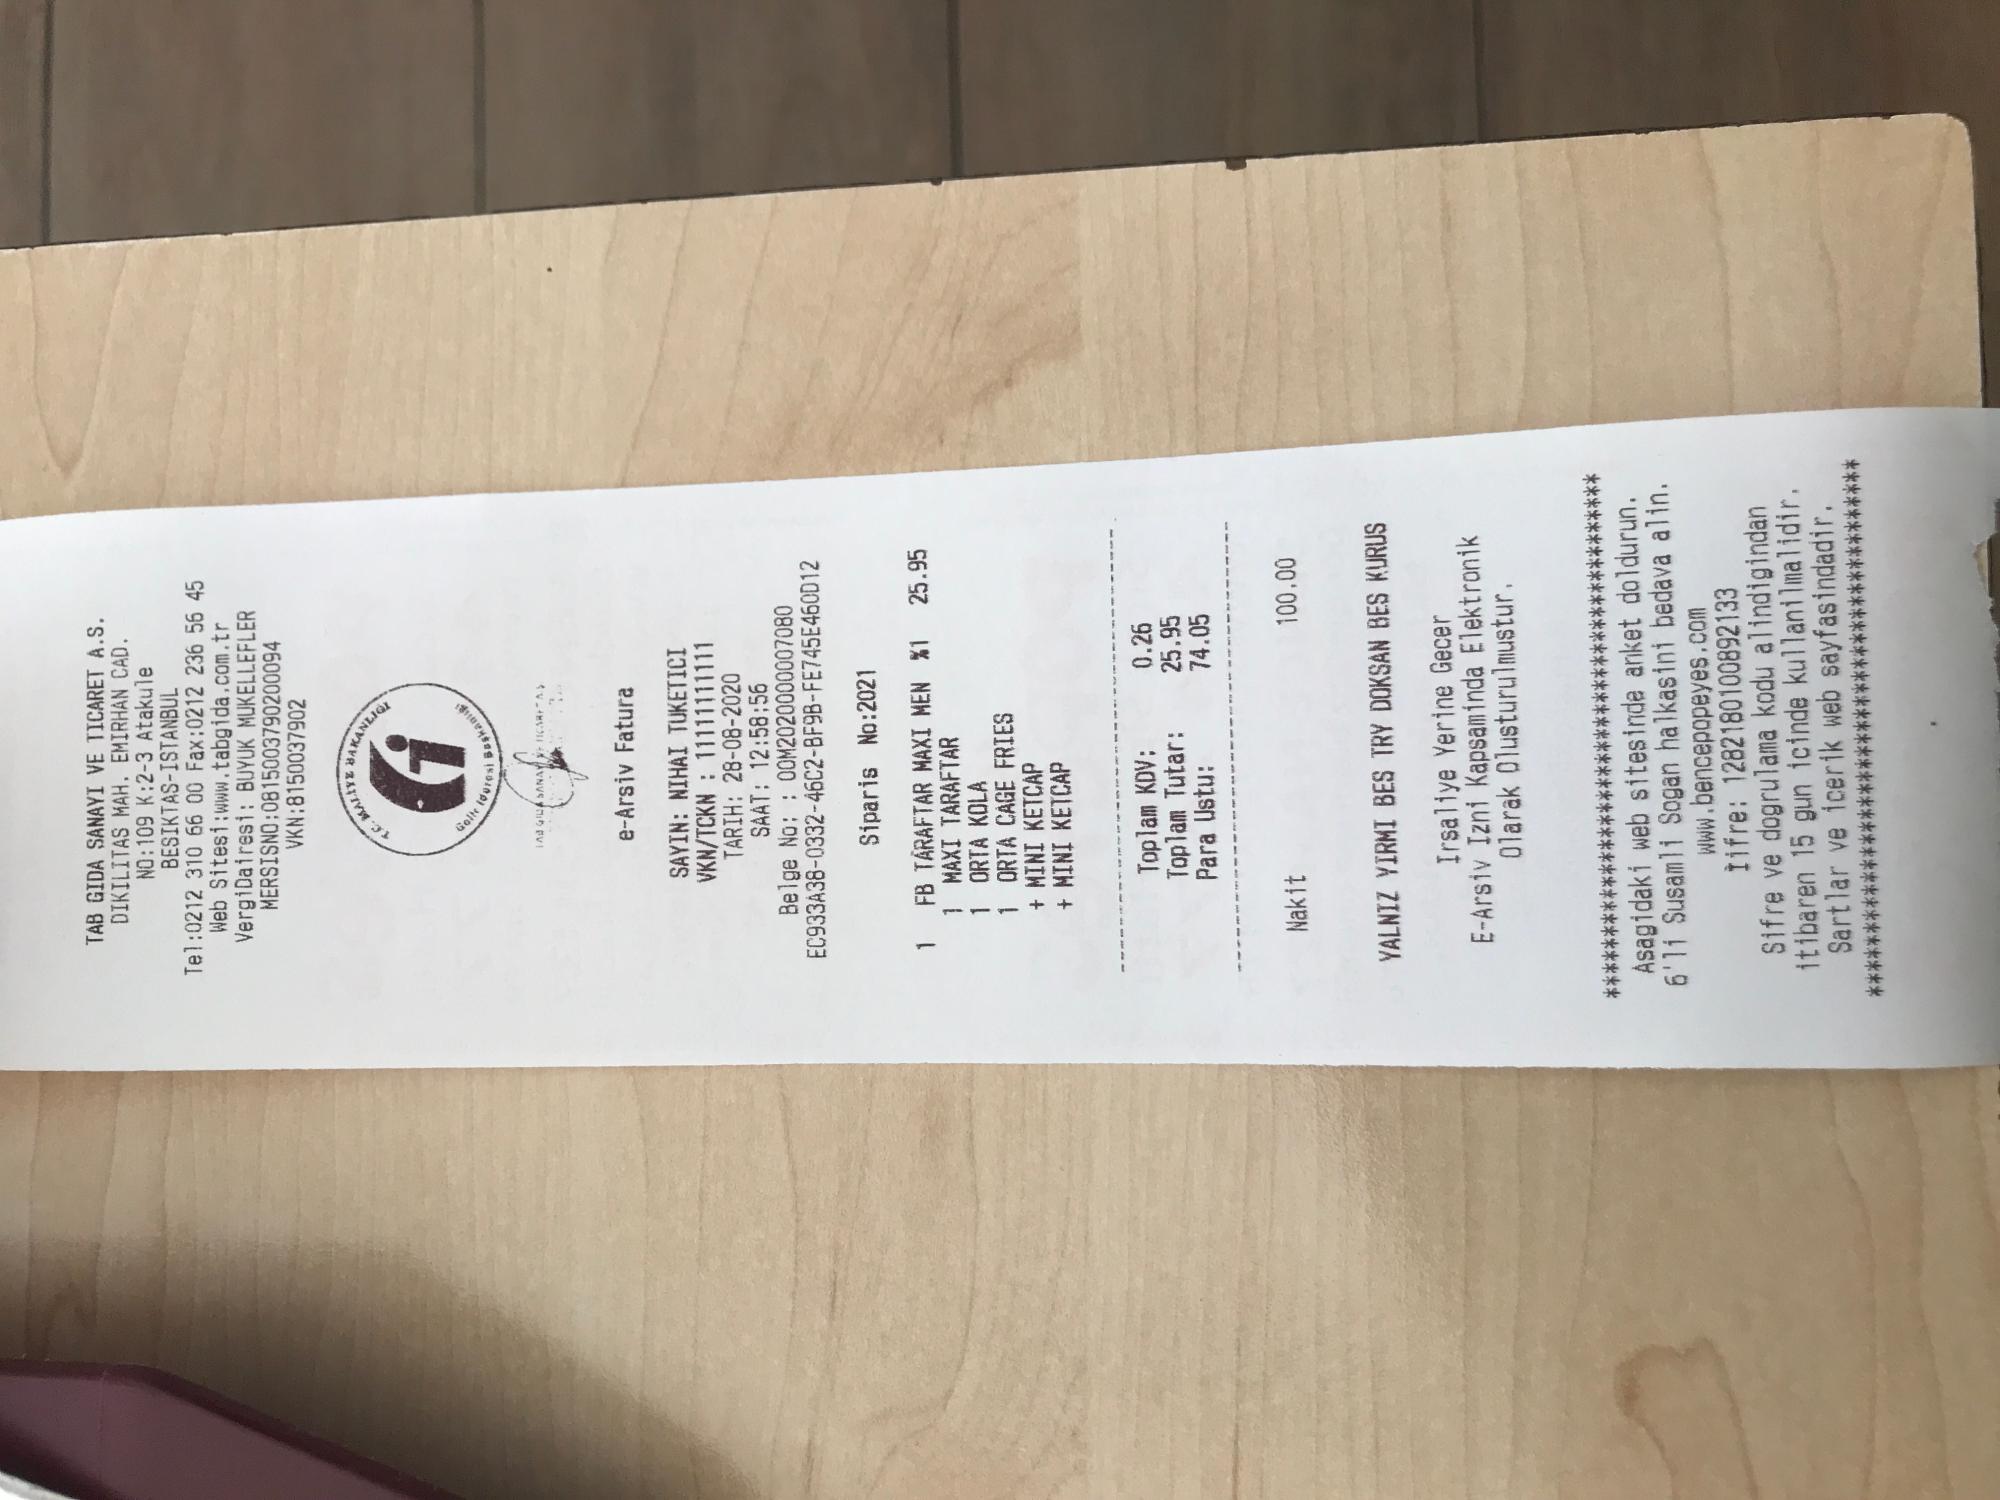 TAB GIDA SANAYI VE TICARET A.S.
DIKILITAS MAH. EMIRHAN CAD.
NO:109 K:2-3 Atakule
BESIKTAS-ISTANBUL
Tel:0212 310 66 00 Fax:0212 236 56 45
Web Sitesi:www.tabgida.com.tr
VergiDairesi: BUYUK MUKELLEFLER
MERSISNO:0815003790200094
VKN:8150037902
T.C. MALIYE BAKANLIGI
Gelir Idaresi
e-Arsiv Fatura
SAYIN: NIHAI TUKETICI
VKN/TCKN : 11111111111
TARIH: 28-08-2020
SAAT: 12:58:56
Belge No: : OOM2020000007080
EC933A38-0332-46C2-BF9B-FE745E460D12
Siparis No:2021
1 FB TARAFTAR MAXI MEN %1 25.95
1 MAXI TARAFTAR
1 ORTA KOLA
1 ORTA CAGE FRIES
+ MINI KETCAP
+ MINI KETCAP
Toplam KDV: 0.26
Toplam Tutar: 25.95
Para Ustu: 74.05
Nakit 100.00
YALNIZ YIRMI BES TRY DOKSAN BES KURUS
Irsaliye Yerine Gecer
E-Arsiv Izni Kapsaminda Elektronik
Olarak Olusturulmustur.
Asagidaki web sitesinde anket doldurun.
6'li Susamli Sogan halkasini bedava alin.
www.bencepopeyes.com
Iifre: 1282180100892133
Sifre ve dogrulama kodu alindigindan
itibaren 15 gun icinde kullanilmalidir.
Sartlar ve icerik web sayfasindadir.